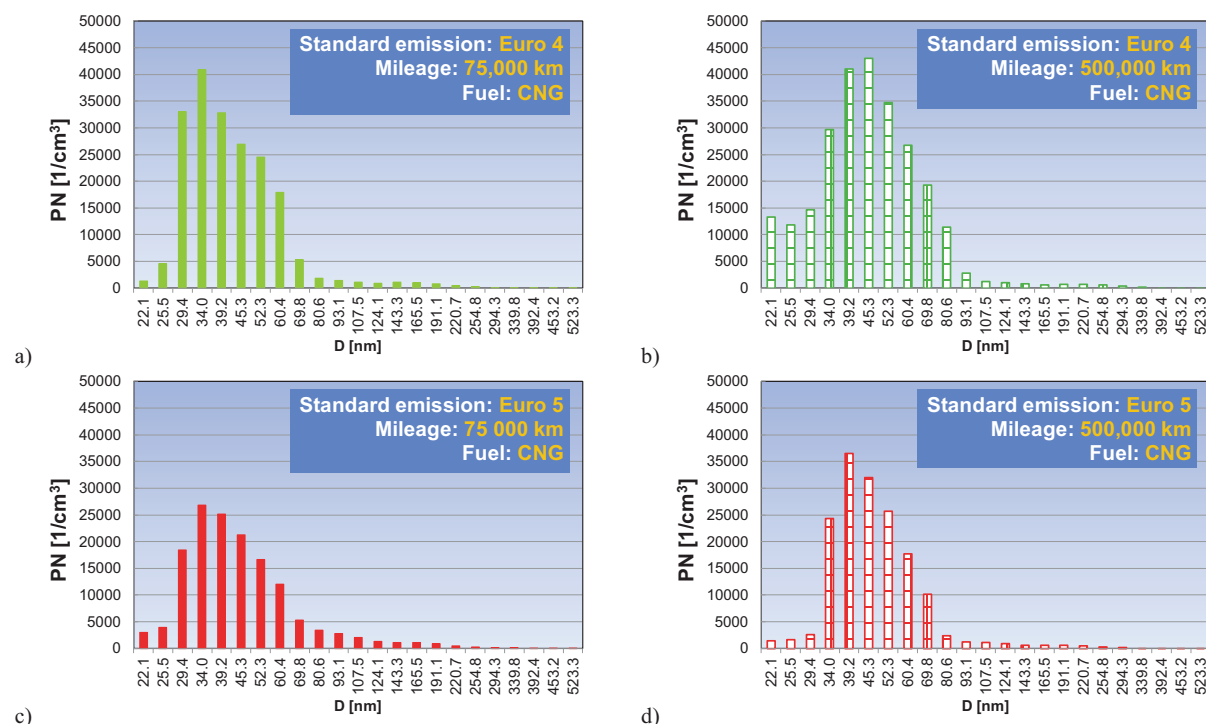 50000
45000
40000
35000
30000
25000
20000
15000
10000
5000
0
PN [1/cm³]
Standard emission: Euro 4
Mileage: 75,000 km
Fuel: CNG
22.1 25.5 29.4 34.0 39.2 45.3 52.3 60.4 69.8 80.6 93.1 107.5 124.1 143.3 165.5 191.1 220.7 254.8 294.3 339.8 392.4 453.2 523.3
D [nm]
a)
50000
45000
40000
35000
30000
25000
20000
15000
10000
5000
0
PN [1/cm³]
Standard emission: Euro 4
Mileage: 500,000 km
Fuel: CNG
22.1 25.5 29.4 34.0 39.2 45.3 52.3 60.4 69.8 80.6 93.1 107.5 124.1 143.3 165.5 191.1 220.7 254.8 294.3 339.8 392.4 453.2 523.3
D [nm]
b)
50000
45000
40000
35000
30000
25000
20000
15000
10000
5000
0
PN [1/cm³]
Standard emission: Euro 5
Mileage: 75 000 km
Fuel: CNG
22.1 25.5 29.4 34.0 39.2 45.3 52.3 60.4 69.8 80.6 93.1 107.5 124.1 143.3 165.5 191.1 220.7 254.8 294.3 339.8 392.4 453.2 523.3
D [nm]
c)
50000
45000
40000
35000
30000
25000
20000
15000
10000
5000
0
PN [1/cm³]
Standard emission: Euro 5
Mileage: 500,000 km
Fuel: CNG
22.1 25.5 29.4 34.0 39.2 45.3 52.3 60.4 69.8 80.6 93.1 107.5 124.1 143.3 165.5 191.1 220.7 254.8 294.3 339.8 392.4 453.2 523.3
D [nm]
d)